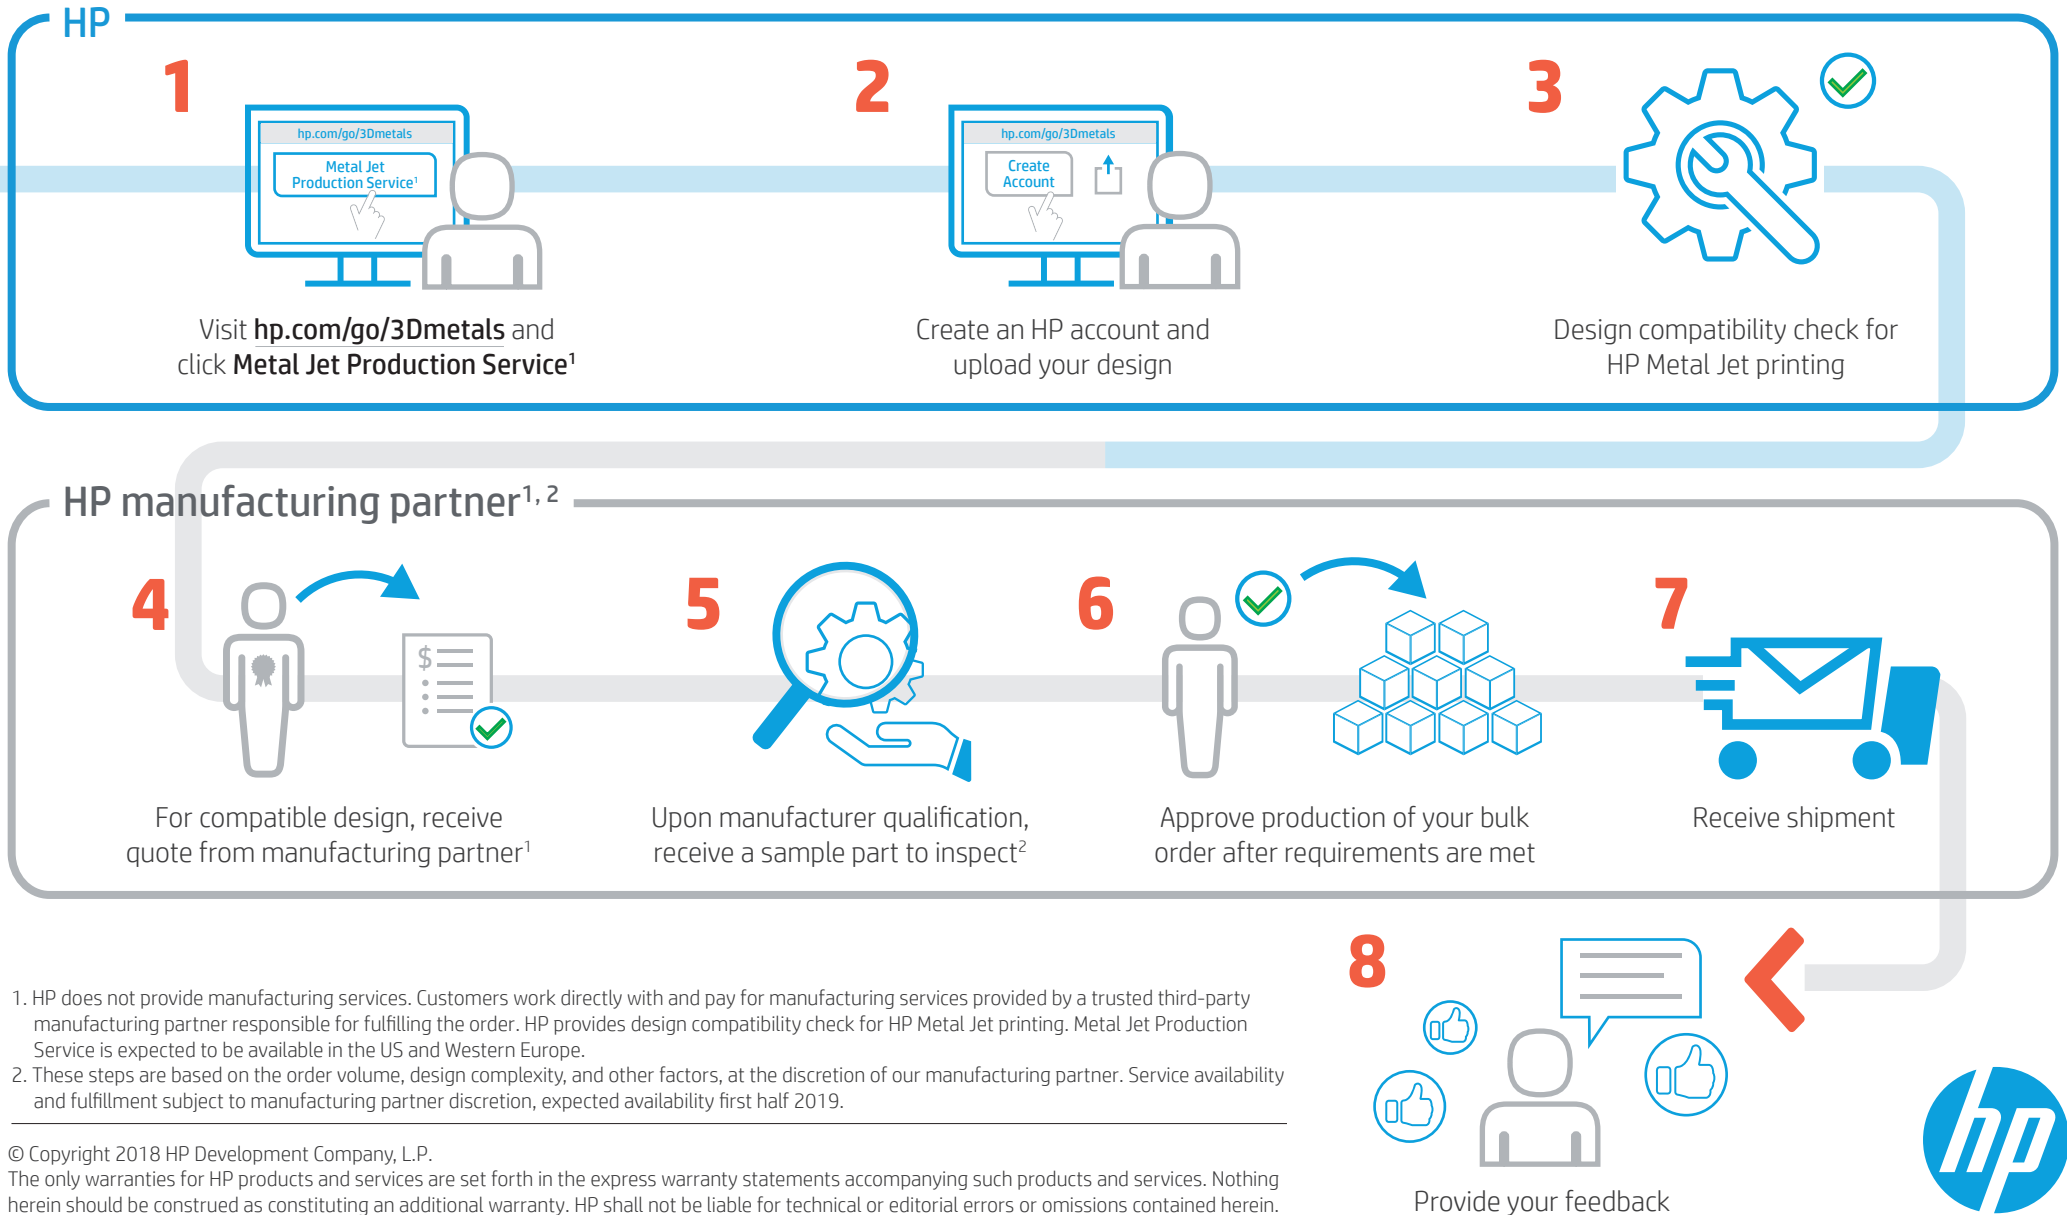 HP
1
hp.com/go/3Dmetals
Metal Jet
Production Service¹
Visit hp.com/go/3Dmetals and
click Metal Jet Production Service¹
2
hp.com/go/3Dmetals
Create
Account
Create an HP account and
upload your design
3
Design compatibility check for
HP Metal Jet printing
HP manufacturing partner¹, ²
4
$
For compatible design, receive
quote from manufacturing partner¹
5
Upon manufacturer qualification,
receive a sample part to inspect²
6
Approve production of your bulk
order after requirements are met
7
Receive shipment
8
Provide your feedback
1. HP does not provide manufacturing services. Customers work directly with and pay for manufacturing services provided by a trusted third-party
manufacturing partner responsible for fulfilling the order. HP provides design compatibility check for HP Metal Jet printing. Metal Jet Production
Service is expected to be available in the US and Western Europe.
2. These steps are based on the order volume, design complexity, and other factors, at the discretion of our manufacturing partner. Service availability
and fulfillment subject to manufacturing partner discretion, expected availability first half 2019.
© Copyright 2018 HP Development Company, L.P.
The only warranties for HP products and services are set forth in the express warranty statements accompanying such products and services. Nothing
herein should be construed as constituting an additional warranty. HP shall not be liable for technical or editorial errors or omissions contained herein.
hp